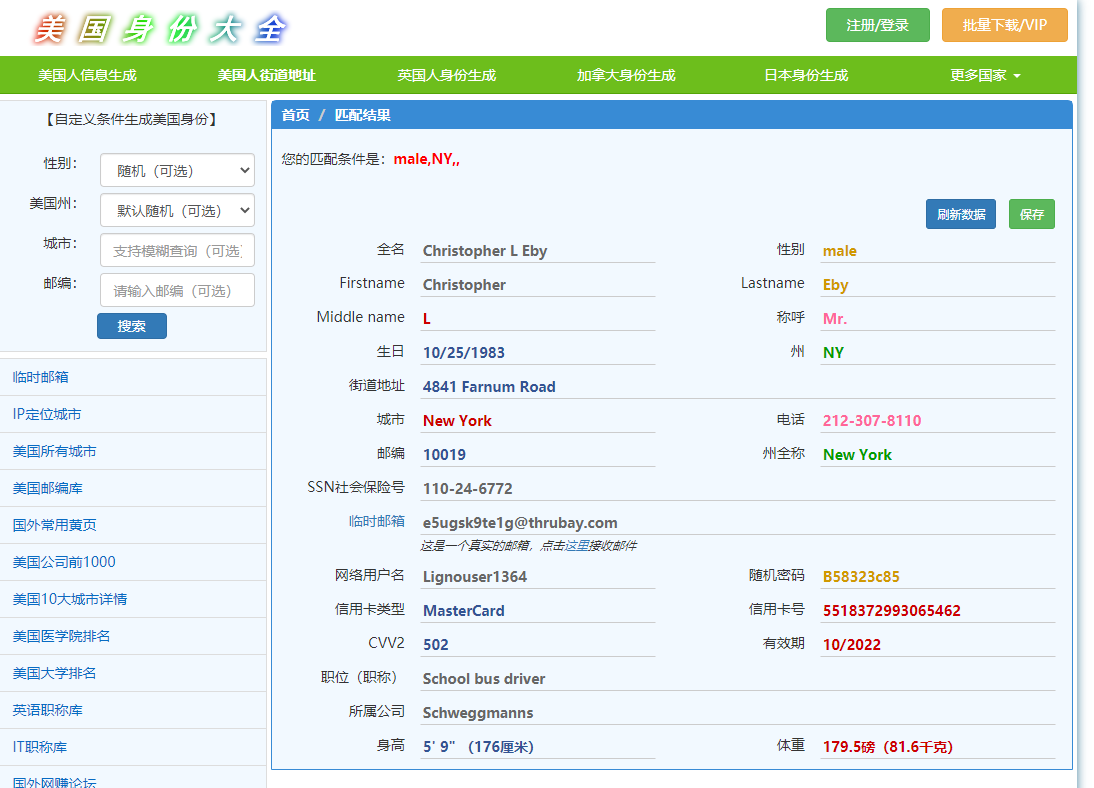 美国身份大全
注册/登录 批量下载/VIP
美国人信息生成 美国人街道地址 英国人身份生成 加拿大身份生成 日本身份生成 更多国家
【自定义条件生成美国身份】
性别: 随机（可选）
美国州: 默认随机（可选）
城市: 支持模糊查询（可选
邮编: 请输入邮编（可选）
搜索
临时邮箱
IP定位城市
美国所有城市
美国邮编库
国外常用黄页
美国公司前1000
美国10大城市详情
美国医学院排名
美国大学排名
英语职称库
IT职称库
国外网赚论坛
首页 / 匹配结果
您的匹配条件是：male,NY,,
刷新数据 保存
全名 Christopher L Eby 性别 male
Firstname Christopher Lastname Eby
Middle name L 称呼 Mr.
生日 10/25/1983 州 NY
街道地址 4841 Farnum Road
城市 New York 电话 212-307-8110
邮编 10019 州全称 New York
SSN社会保险号 110-24-6772
临时邮箱 e5ugsk9te1g@thrubay.com
这是一个真实的邮箱，点击这里接收邮件
网络用户名 Lignouser1364 随机密码 B58323c85
信用卡类型 MasterCard 信用卡号 5518372993065462
CVV2 502 有效期 10/2022
职位（职称） School bus driver
所属公司 Schweggmanns
身高 5' 9" （176厘米） 体重 179.5磅（81.6千克）